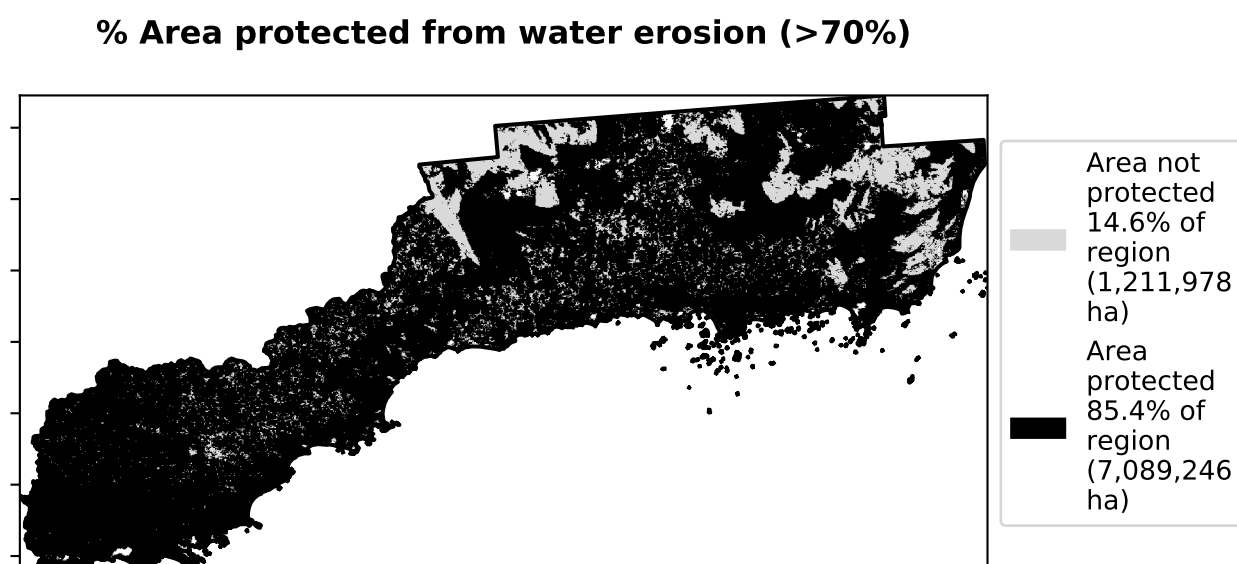 % Area protected from water erosion (>70%)
Area not
protected
14.6% of
region
(1,211,978
ha)
Area
protected
85.4% of
region
(7,089,246
ha)